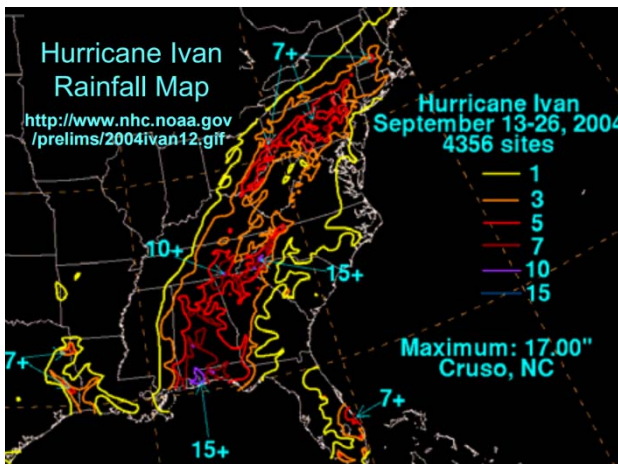 Hurricane Ivan
Rainfall Map
http://www.nhc.noaa.gov
/prelims/2004ivan12.gif
7+
Hurricane Ivan
September 13-26, 2004
4356 sites
1
3
5
7
10
15
10+
15+
7+
Maximum: 17.00"
Cruso, NC
7+
15+